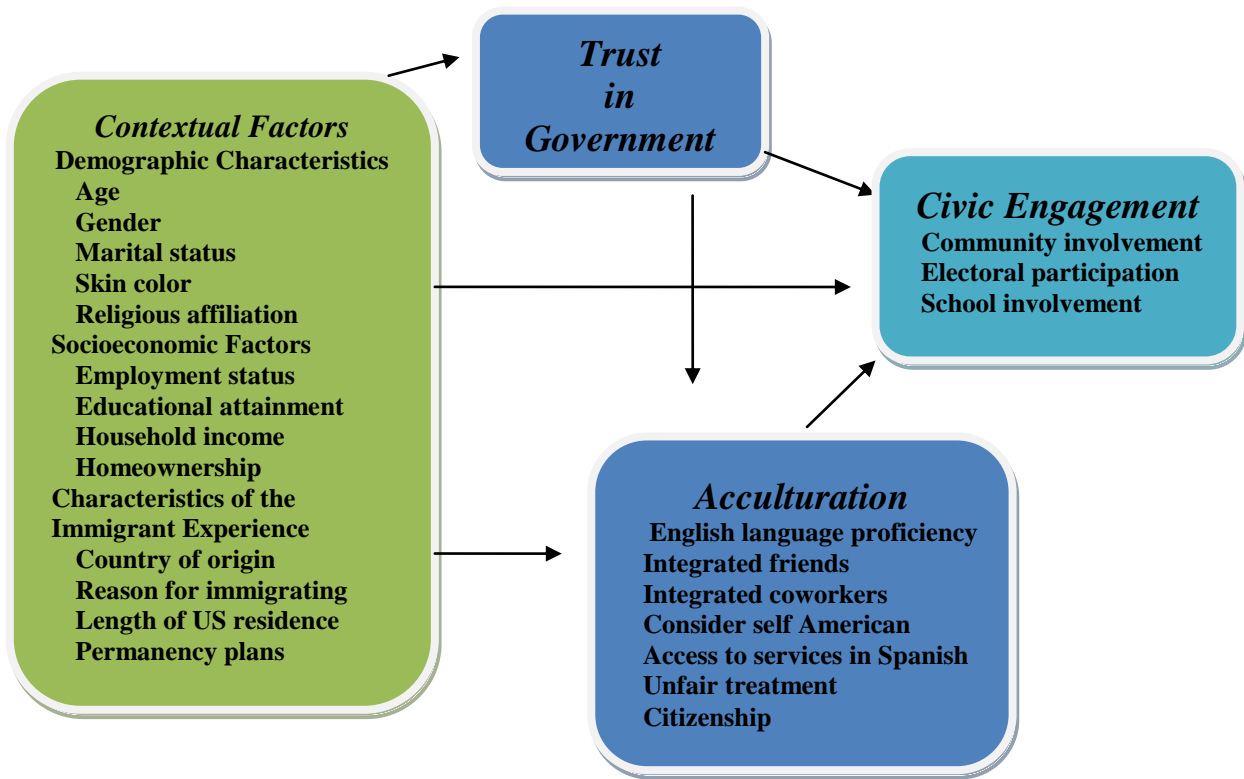 Trust
in
Government
Contextual Factors
Demographic Characteristics
Age
Gender
Marital status
Skin color
Religious affiliation
Socioeconomic Factors
Employment status
Educational attainment
Household income
Homeownership
Characteristics of the
Immigrant Experience
Country of origin
Reason for immigrating
Length of US residence
Permanency plans
Civic Engagement
Community involvement
Electoral participation
School involvement
Acculturation
English language proficiency
Integrated friends
Integrated coworkers
Consider self American
Access to services in Spanish
Unfair treatment
Citizenship